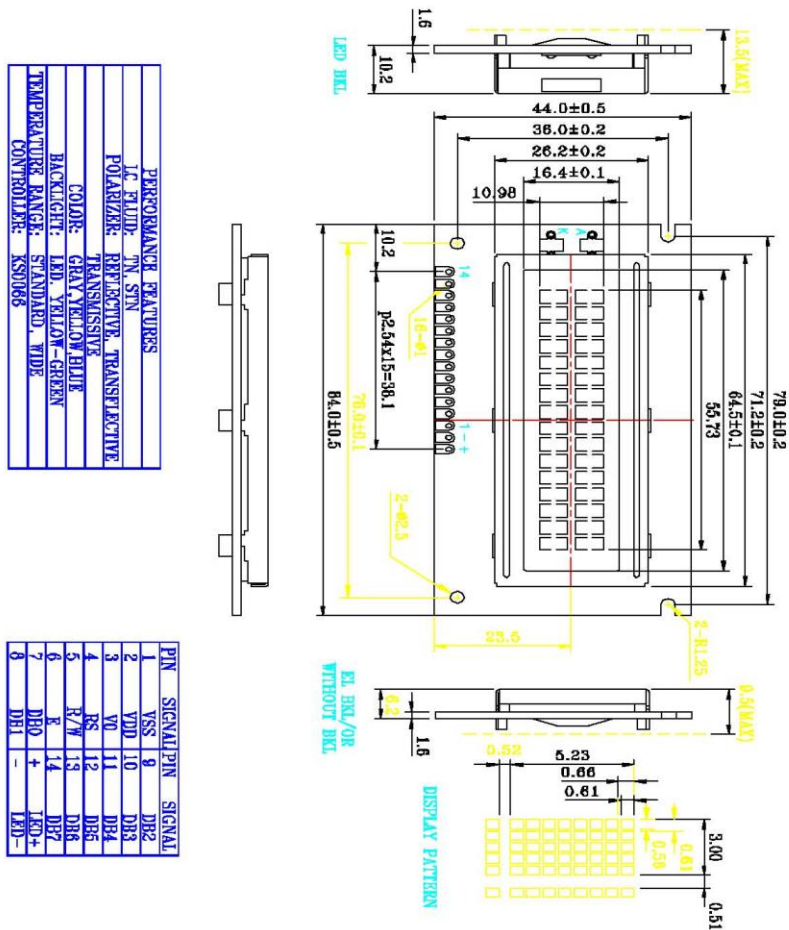 79.0±0.2
71.2±0.2
64.5±0.1
55.73
2-R1.25
13.5(MAX)
1.6
10.2
LED BKL
44.0±0.5
36.0±0.2
26.2±0.2
16.4±0.1
10.98
A
K
23.5
9.5(MAX)
6.2
1.6
EL BKL/OR
WITHOUT BKL
10.2
14
1-+
16-ø1
p2.54x15=38.1
2-ø2.5
76.0±0.1
84.0±0.5
3.00
0.51
0.61
0.56
5.23
0.66
0.61
0.52
DISPLAY PATTERN
PERFORMANCE FEATURES
LC FLUID: TN, STN
POLARIZER: REFLECTIVE, TRANSFLECTIVE
TRANSMISSIVE
COLOR: GRAY,YELLOW,BLUE
BACKLIGHT: LED, YELLOW-GREEN
TEMPERATURE RANGE: STANDARD, WIDE
CONTROLLER: KS0066
PIN SIGNAL PIN SIGNAL
1 VSS 9 DB2
2 VDD 10 DB3
3 V0 11 DB4
4 RS 12 DB5
5 R/W 13 DB6
6 E 14 DB7
7 DB0 + LED+
8 DB1 - LED-